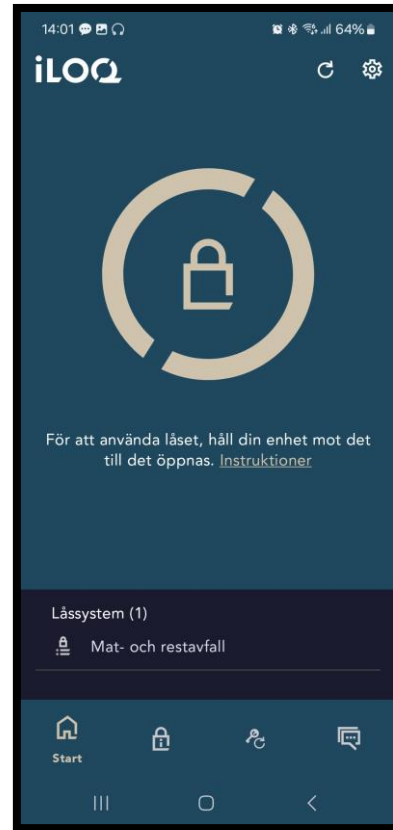 14:01 64%
iLOQ
För att använda låset, håll din enhet mot det
till det öppnas. Instruktioner
Låssystem (1)
Mat- och restavfall
Start